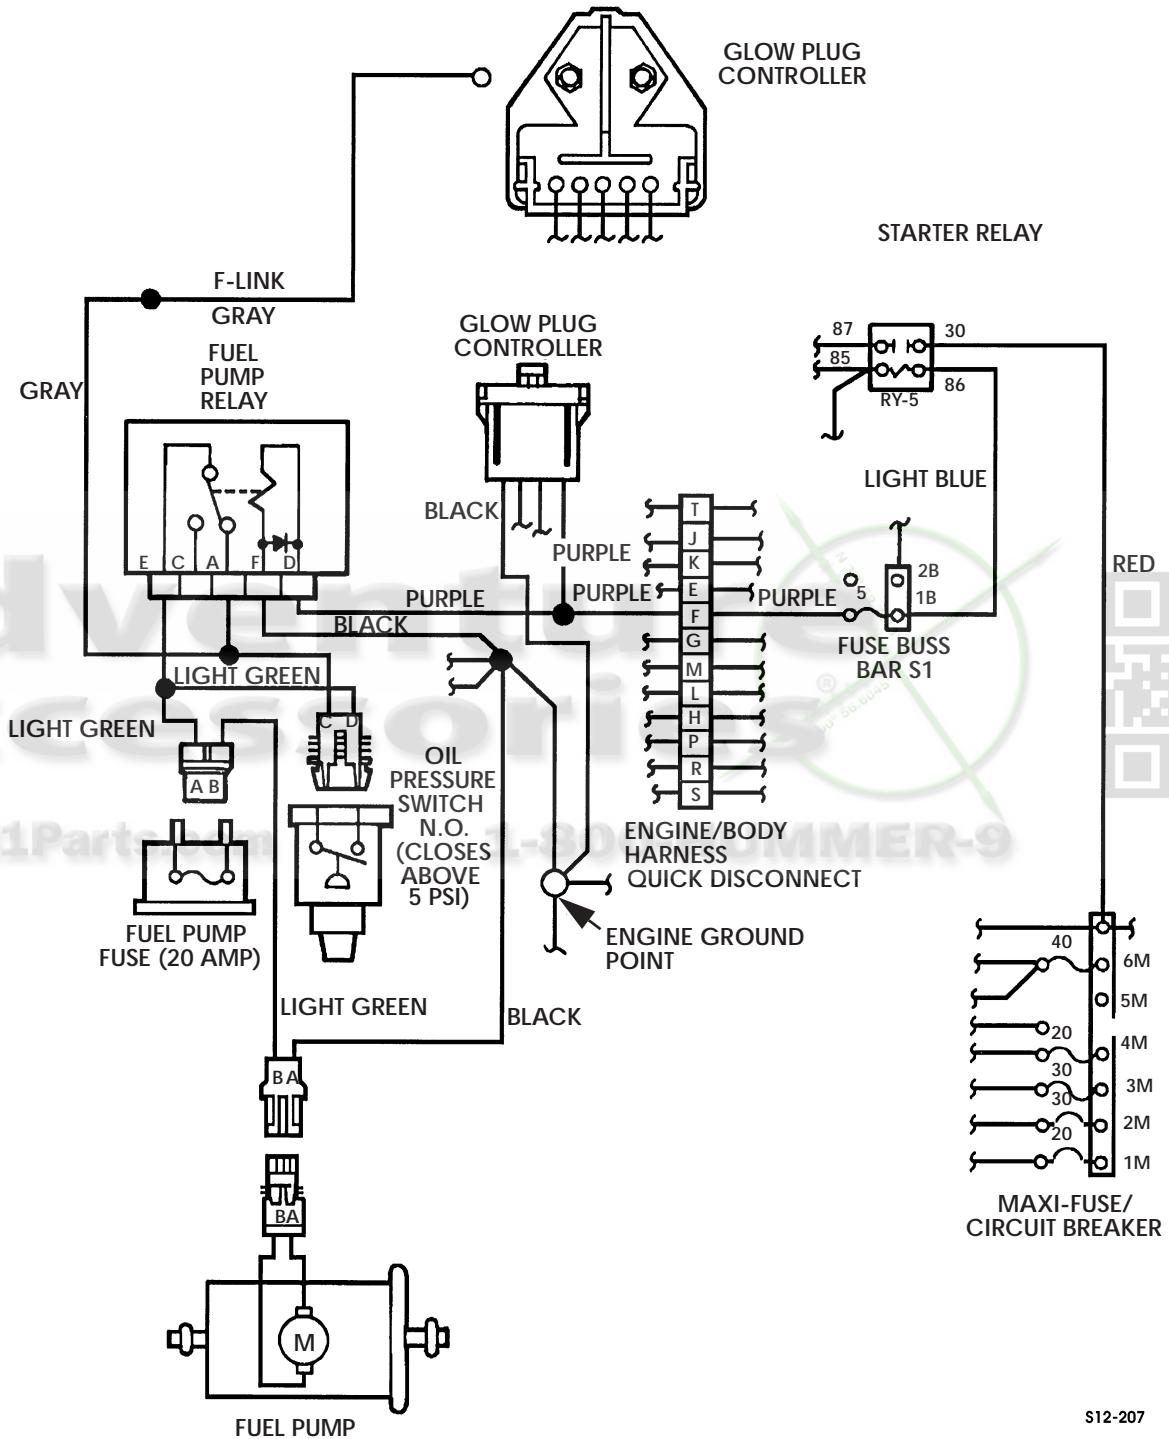 GLOW PLUG
CONTROLLER
STARTER RELAY
F-LINK
GRAY
GLOW PLUG
CONTROLLER
FUEL
PUMP
RELAY
GRAY
87
30
85
86
RY-5
LIGHT BLUE
BLACK
PURPLE
T
J
K
E
F
G
M
L
H
P
R
S
E C A F D
PURPLE
PURPLE
PURPLE
5
2B
1B
RED
BLACK
FUSE BUSS
BAR S1
LIGHT GREEN
LIGHT GREEN
C D
A B
OIL
PRESSURE
SWITCH
N.O.
(CLOSES
ABOVE
5 PSI)
ENGINE/BODY
HARNESS
QUICK DISCONNECT
FUEL PUMP
FUSE (20 AMP)
ENGINE GROUND
POINT
LIGHT GREEN
BLACK
40
6M
5M
20
4M
30
3M
30
2M
20
1M
B A
BA
MAXI-FUSE/
CIRCUIT BREAKER
M
FUEL PUMP
S12-207